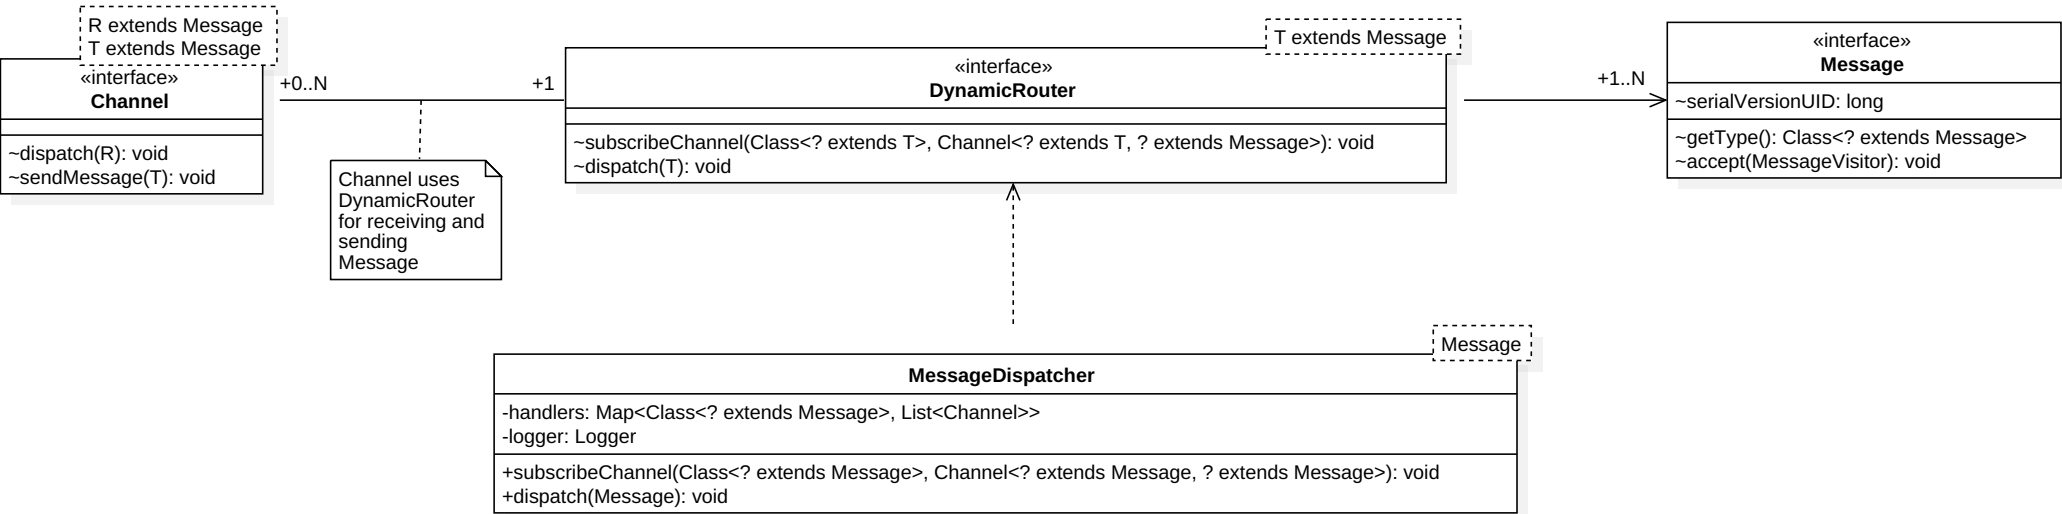 R extends Message
T extends Message
«interface»
Channel
~dispatch(R): void
~sendMessage(T): void
+0..N
+1
Channel uses
DynamicRouter
for receiving and
sending
Message
T extends Message
«interface»
DynamicRouter
~subscribeChannel(Class<? extends T>, Channel<? extends T, ? extends Message>): void
~dispatch(T): void
+1..N
«interface»
Message
~serialVersionUID: long
~getType(): Class<? extends Message>
~accept(MessageVisitor): void
Message
MessageDispatcher
-handlers: Map<Class<? extends Message>, List<Channel>>
-logger: Logger
+subscribeChannel(Class<? extends Message>, Channel<? extends Message, ? extends Message>): void
+dispatch(Message): void